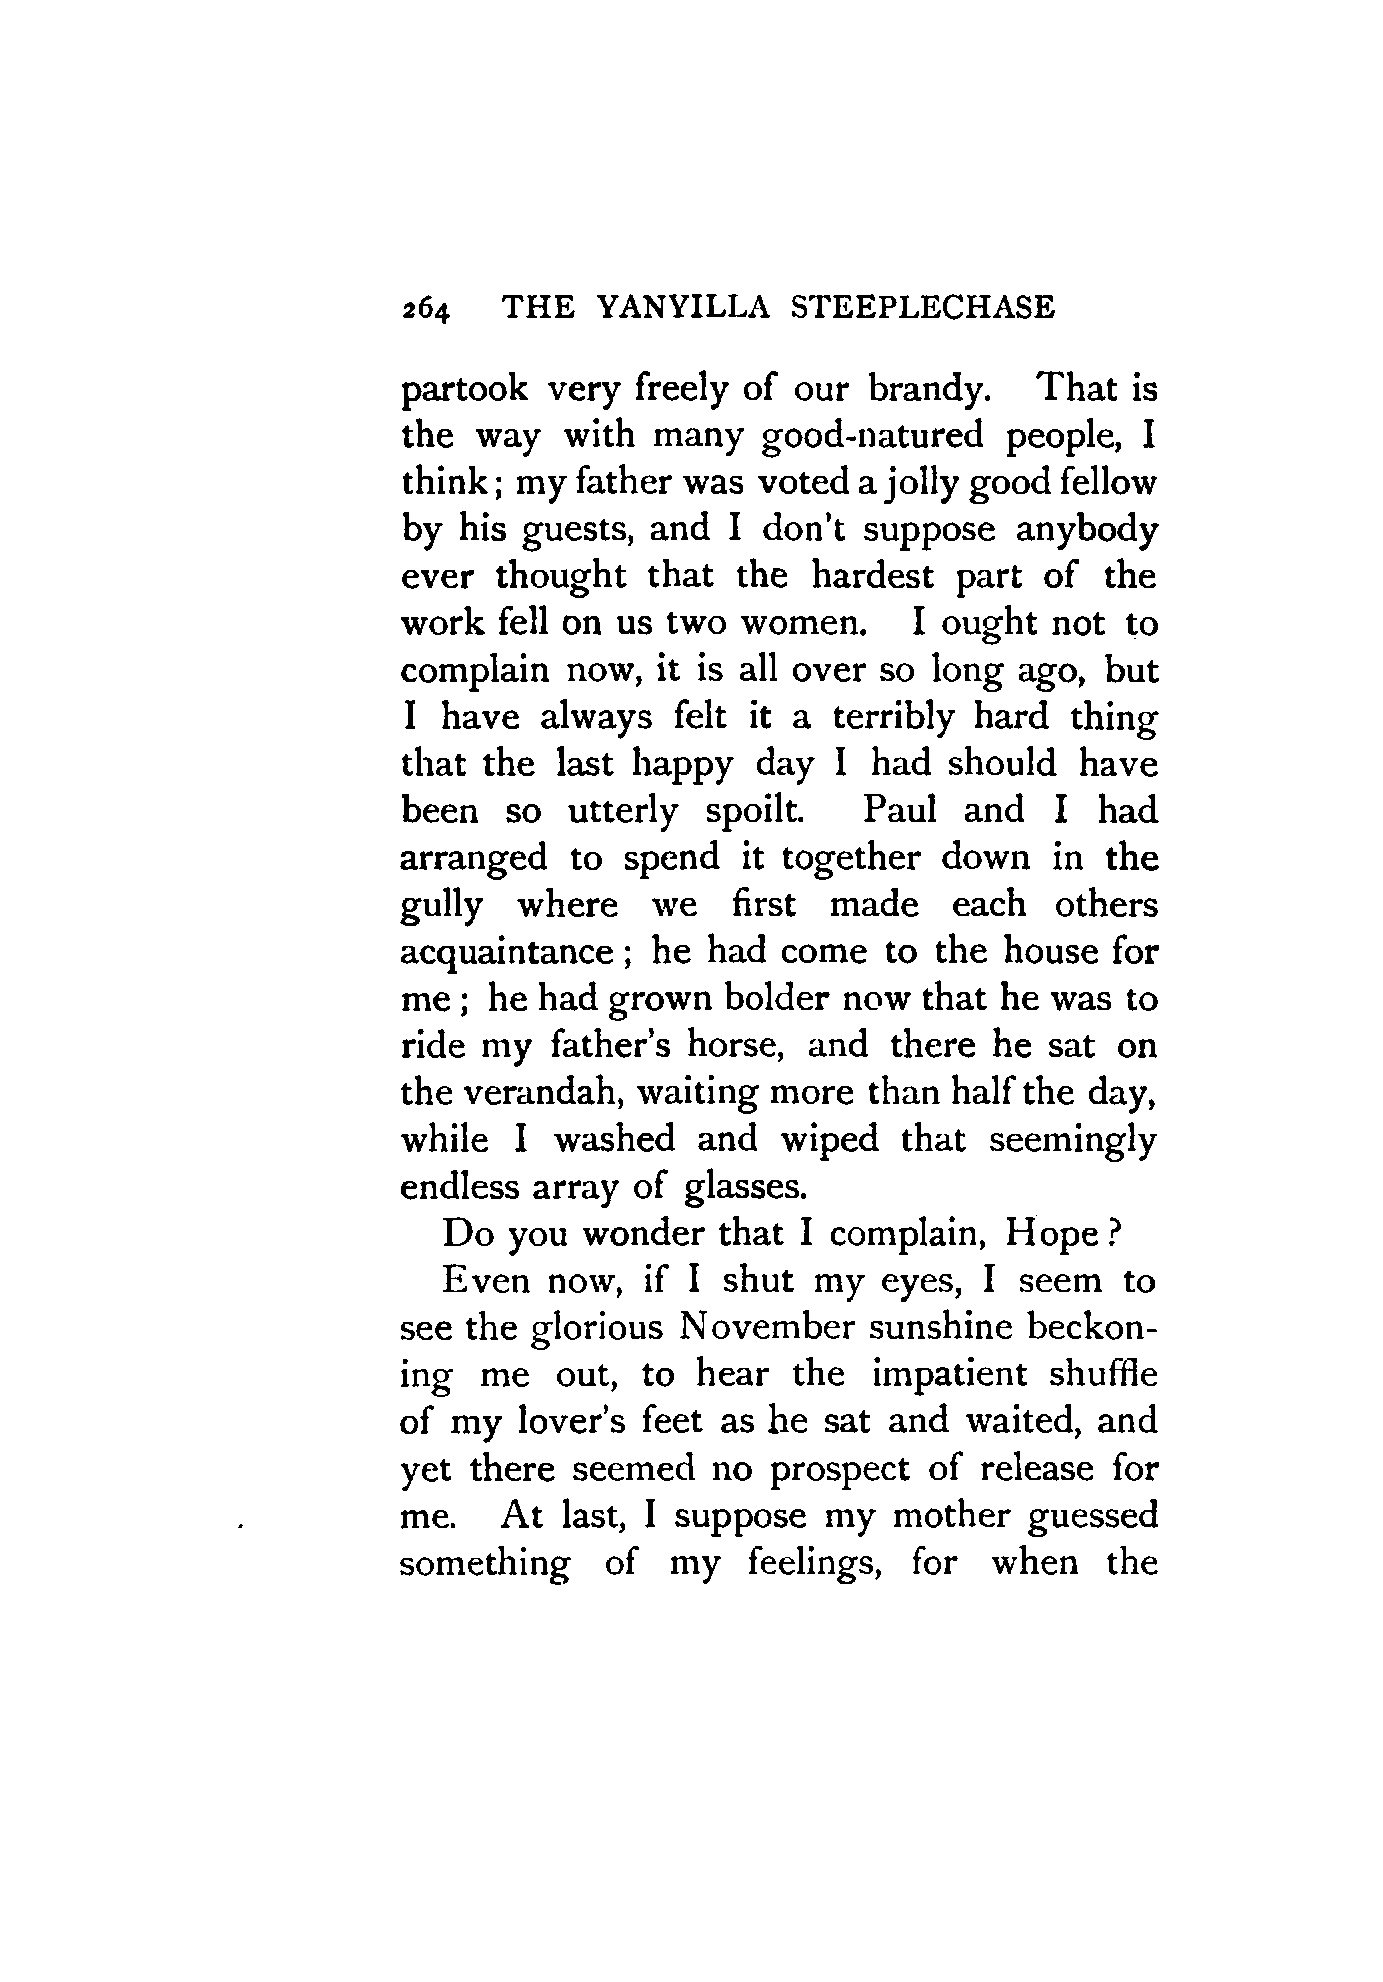 264 THE YANYILLA STEEPLECHASE
partook very freely of our brandy. That is
the way with many good-natured people, I
think; my father was voted a jolly good fellow
by his guests, and I don't suppose anybody
ever thought that the hardest part of the
work fell on us two women. I ought not to
complain now, it is all over so long ago, but
I have always felt it a terribly hard thing
that the last happy day I had should have
been so utterly spoilt. Paul and I had
arranged to spend it together down in the
gully where we first made each others
acquaintance; he had come to the house for
me; he had grown bolder now that he was to
ride my father's horse, and there he sat on
the verandah, waiting more than half the day,
while I washed and wiped that seemingly
endless array of glasses.
Do you wonder that I complain, Hope?
Even now, if I shut my eyes, I seem to
see the glorious November sunshine beckon-
ing me out, to hear the impatient shuffle
of my lover's feet as he sat and waited, and
yet there seemed no prospect of release for
me. At last, I suppose my mother guessed
something of my feelings, for when the